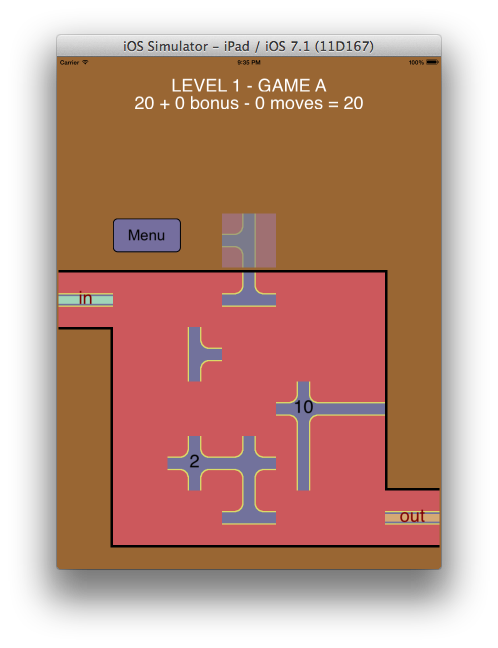 iOS Simulator – iPad / iOS 7.1 (11D167)
Carrier 9:35 PM 100%
LEVEL 1 - GAME A
20 + 0 bonus - 0 moves = 20
Menu
in
10
2
out